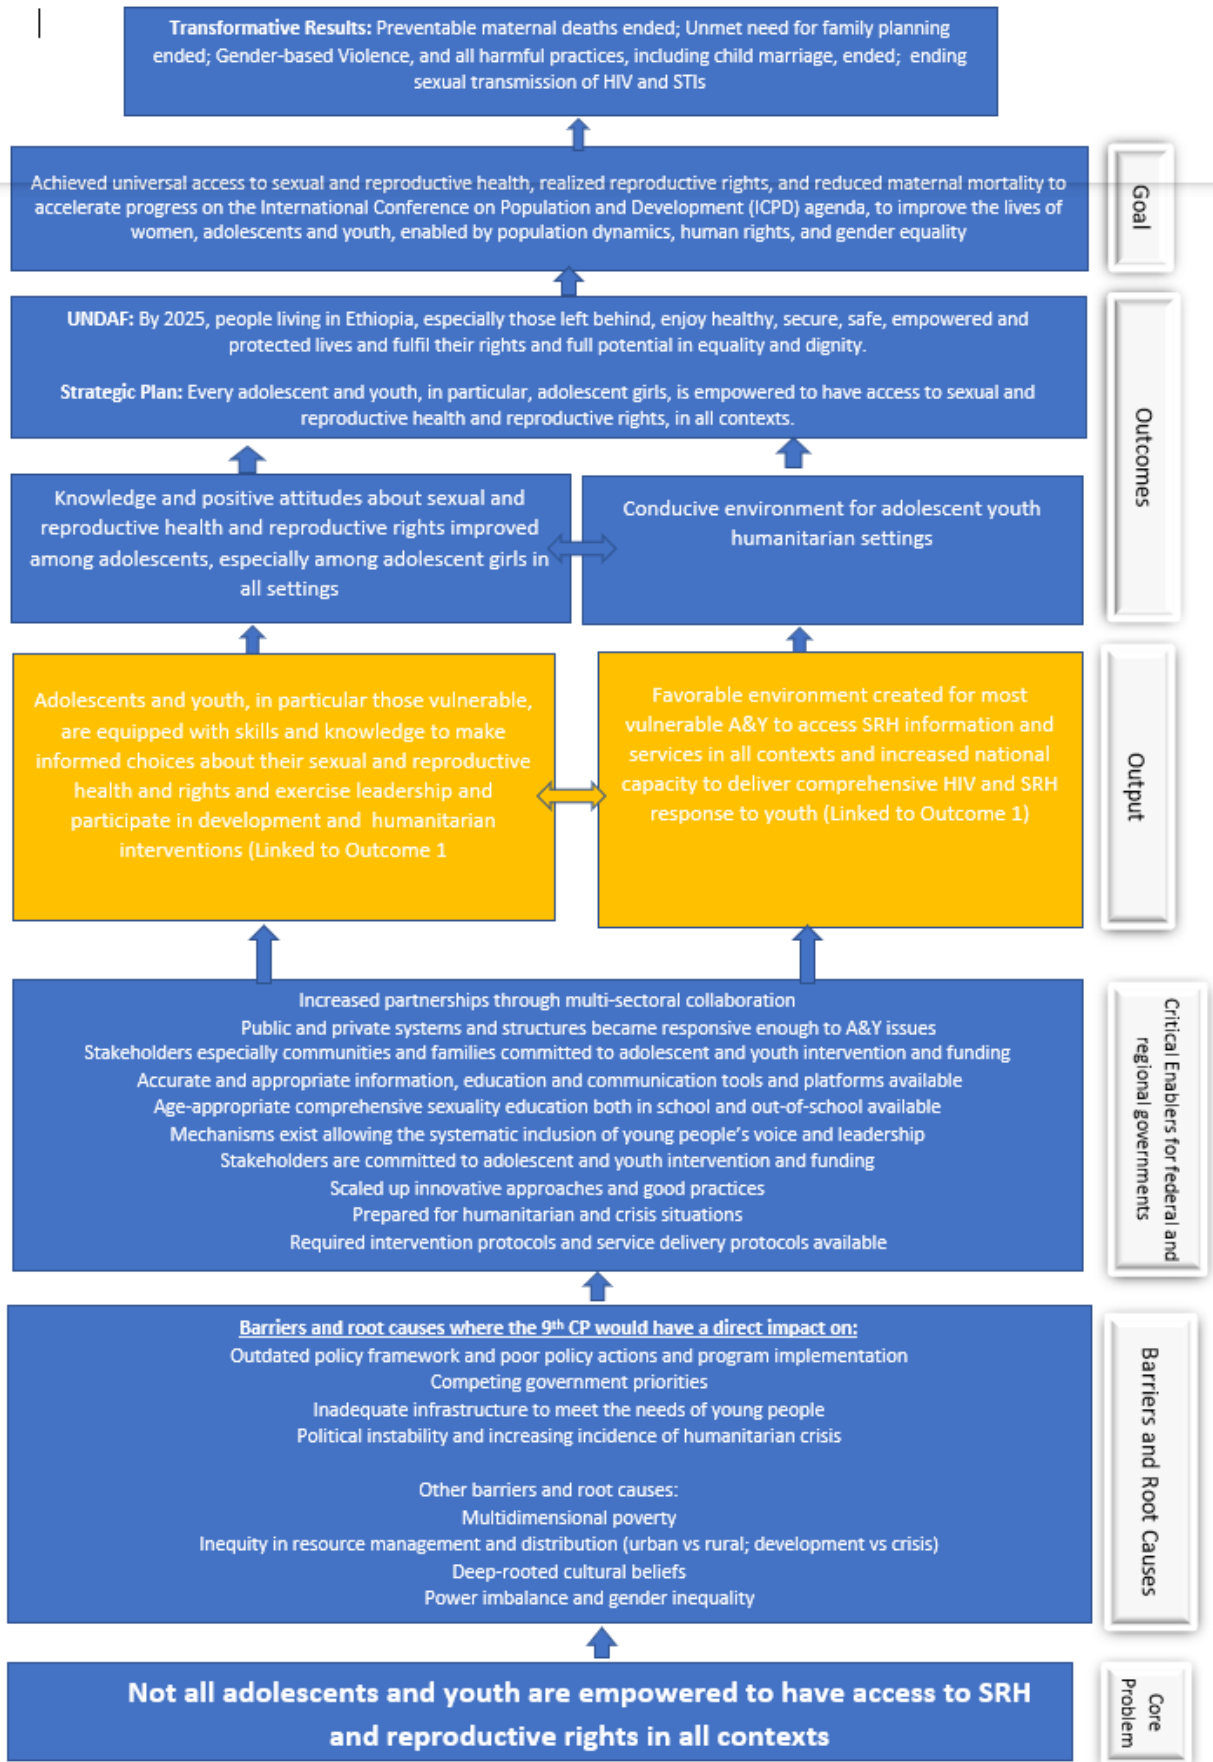 Transformative Results: Preventable maternal deaths ended; Unmet need for family planning
ended; Gender-based Violence, and all harmful practices, including child marriage, ended; ending
sexual transmission of HIV and STIs
Achieved universal access to sexual and reproductive health, realized reproductive rights, and reduced maternal mortality to
accelerate progress on the International Conference on Population and Development (ICPD) agenda, to improve the lives of
women, adolescents and youth, enabled by population dynamics, human rights, and gender equality
Goal
UNDAF: By 2025, people living in Ethiopia, especially those left behind, enjoy healthy, secure, safe, empowered and
protected lives and fulfil their rights and full potential in equality and dignity.
Strategic Plan: Every adolescent and youth, in particular, adolescent girls, is empowered to have access to sexual and
reproductive health and reproductive rights, in all contexts.
Outcomes
Knowledge and positive attitudes about sexual and
reproductive health and reproductive rights improved
among adolescents, especially among adolescent girls in
all settings
Conducive environment for adolescent youth
humanitarian settings
Adolescents and youth, in particular those vulnerable,
are equipped with skills and knowledge to make
informed choices about their sexual and reproductive
health and rights and exercise leadership and
participate in development and humanitarian
interventions (Linked to Outcome 1
Favorable environment created for most
vulnerable A&Y to access SRH information and
services in all contexts and increased national
capacity to deliver comprehensive HIV and SRH
response to youth (Linked to Outcome 1)
Output
Increased partnerships through multi-sectoral collaboration
Public and private systems and structures became responsive enough to A&Y issues
Stakeholders especially communities and families committed to adolescent and youth intervention and funding
Accurate and appropriate information, education and communication tools and platforms available
Age-appropriate comprehensive sexuality education both in school and out-of-school available
Mechanisms exist allowing the systematic inclusion of young people's voice and leadership
Stakeholders are committed to adolescent and youth intervention and funding
Scaled up innovative approaches and good practices
Prepared for humanitarian and crisis situations
Required intervention protocols and service delivery protocols available
Critical Enablers for federal and
regional governments
Barriers and root causes where the 9th CP would have a direct impact on:
Outdated policy framework and poor policy actions and program implementation
Competing government priorities
Inadequate infrastructure to meet the needs of young people
Political instability and increasing incidence of humanitarian crisis
Other barriers and root causes:
Multidimensional poverty
Inequity in resource management and distribution (urban vs rural; development vs crisis)
Deep-rooted cultural beliefs
Power imbalance and gender inequality
Barriers and Root Causes
Not all adolescents and youth are empowered to have access to SRH
and reproductive rights in all contexts
Core
Problem